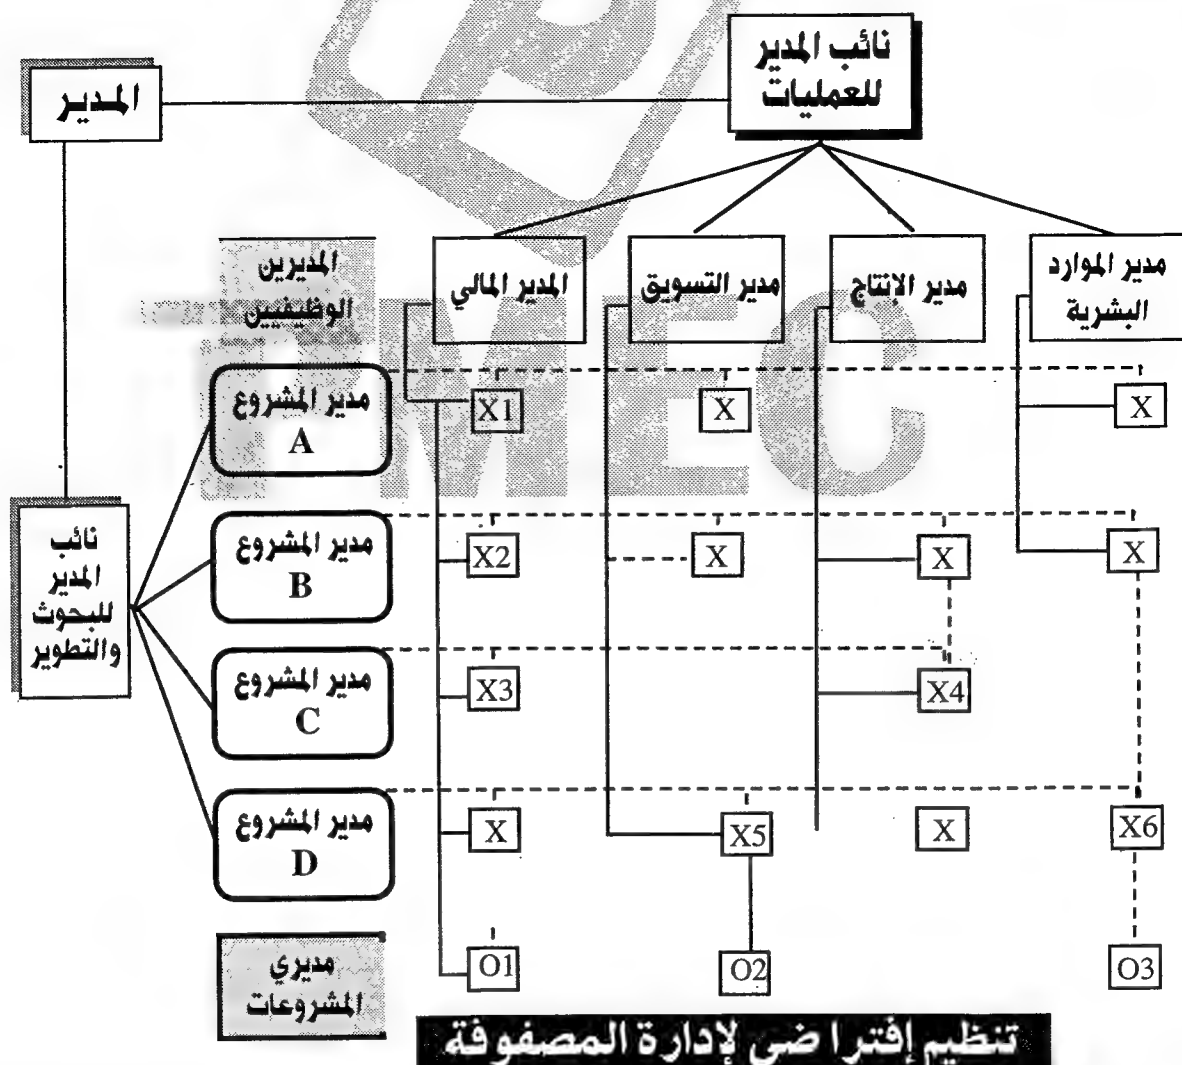 نائب المدير
للعمليات
المدير
المديرين
الوظيفيين
المدير المالي
مدير التسويق
مدير الإنتاج
مدير الموارد
البشرية
مدير المشروع
A
X1
X
X
نائب
المدير
للبحوث
والتطوير
مدير المشروع
B
X2
X
X
X
مدير المشروع
C
X3
X4
مدير المشروع
D
X
X5
X
X6
مديري
المشروعات
O1
O2
O3
تنظيم إفتراضى لإدارة المصفوفة
PMEC